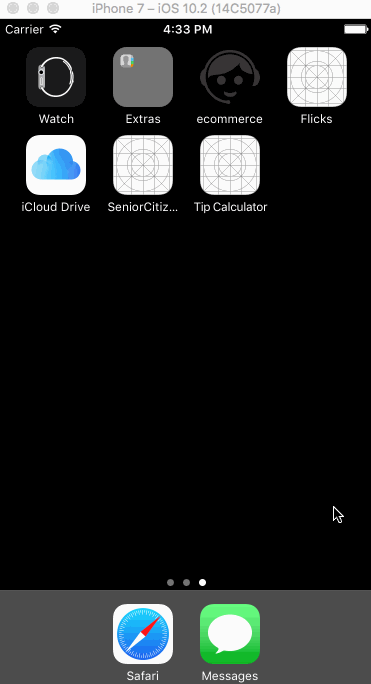 iPhone 7 – iOS 10.2 (14C5077a)
Carrier 4:33 PM
Watch Extras ecommerce Flicks
iCloud Drive SeniorCitiz... Tip Calculator
Safari Messages